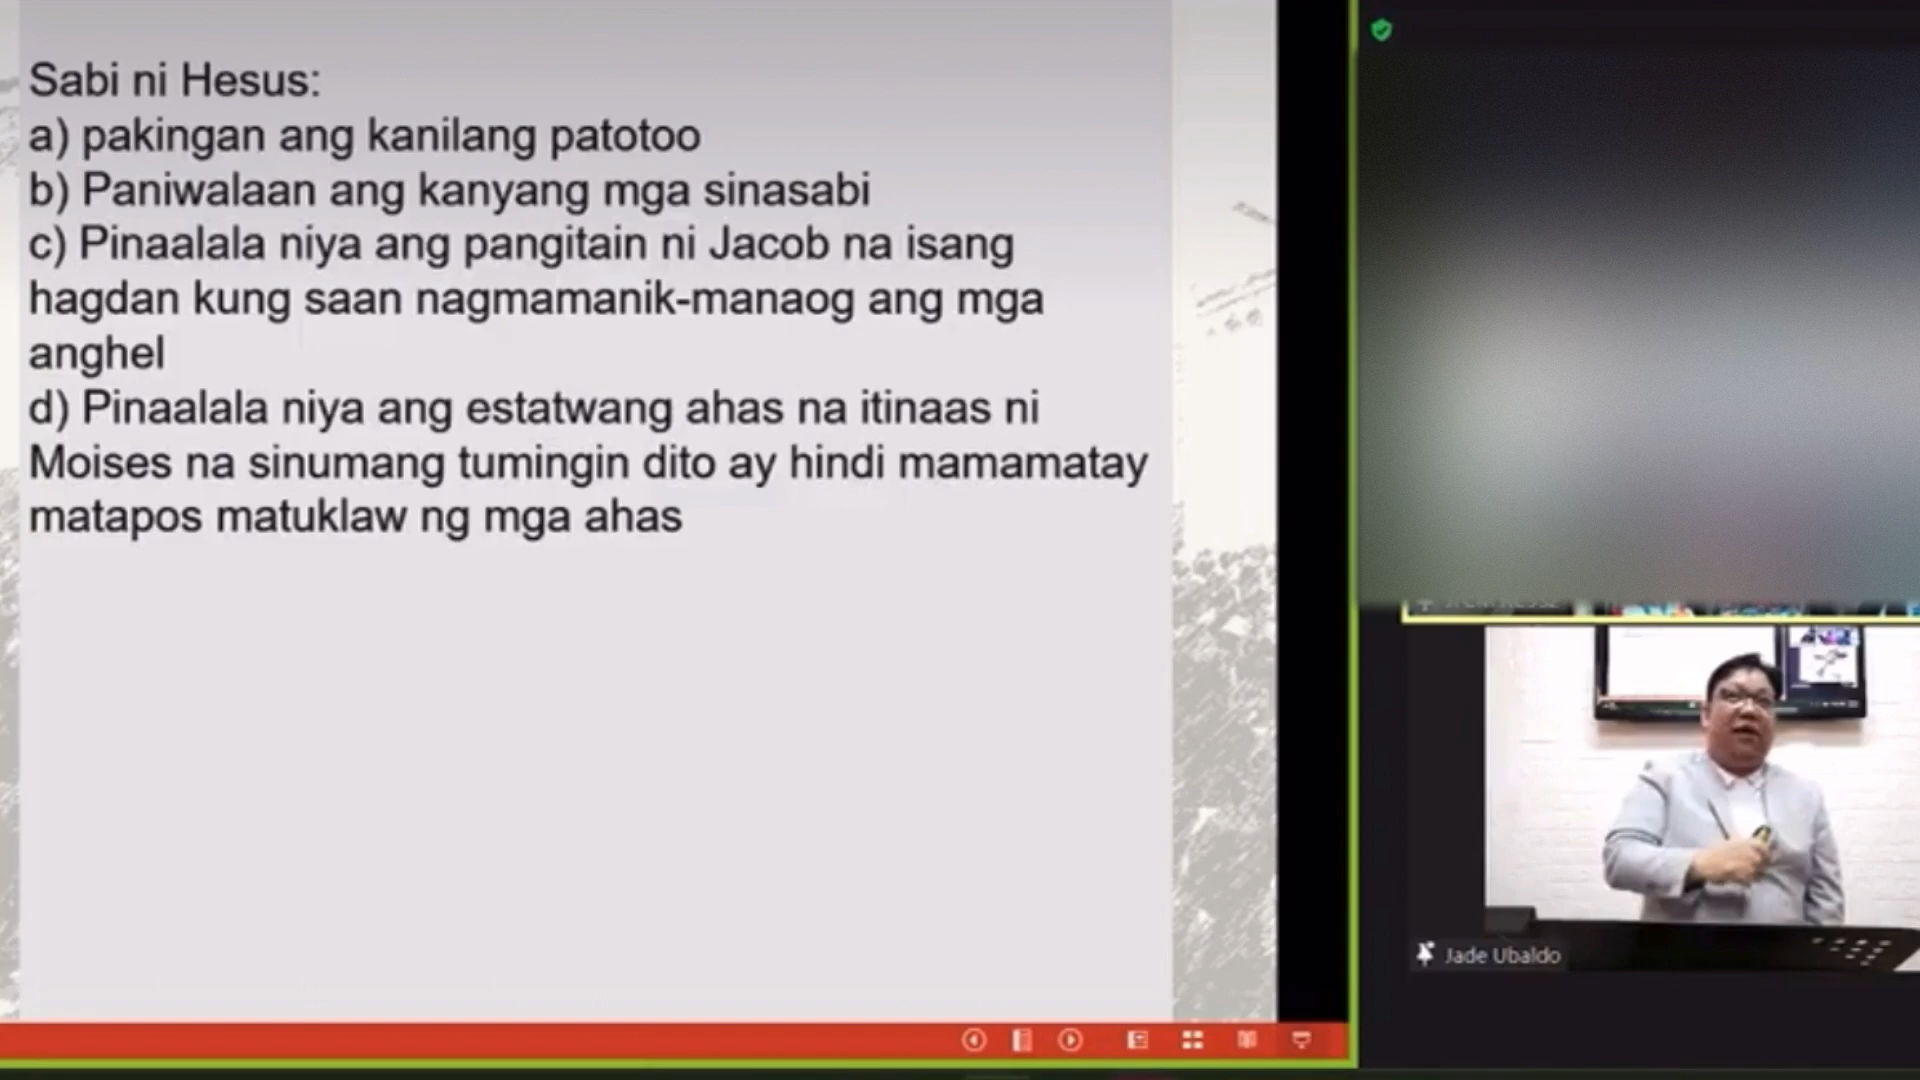 Sabi ni Hesus:
a) pakingan ang kanilang patotoo
b) Paniwalaan ang kanyang mga sinasabi
c) Pinaalala niya ang pangitain ni Jacob na isang
hagdan kung saan nagmamanik-manaog ang mga
anghel
d) Pinaalala niya ang estatwang ahas na itinaas ni
Moises na sinumang tumingin dito ay hindi mamamatay
matapos matuklaw ng mga ahas
Jade Ubaldo